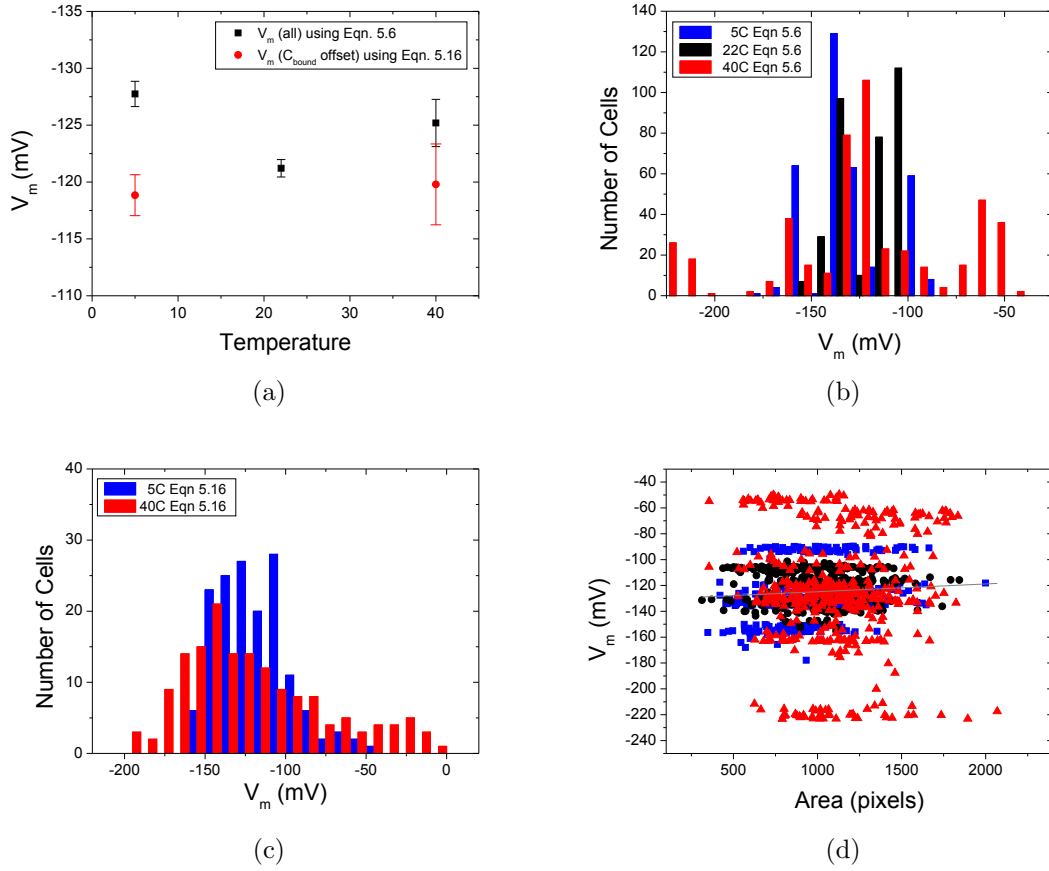 V_m (all) using Eqn. 5.6
V_m (C_bound offset) using Eqn. 5.16
-135
-130
-125
-120
-115
-110
V_m (mV)
0 10 20 30 40
Temperature
(a)
5C Eqn 5.6
22C Eqn 5.6
40C Eqn 5.6
140
120
100
80
60
40
20
0
Number of Cells
-200 -150 -100 -50
V_m (mV)
(b)
5C Eqn 5.16
40C Eqn 5.16
40
30
20
10
0
Number of Cells
-200 -150 -100 -50 0
V_m (mV)
(c)
-40
-60
-80
-100
-120
-140
-160
-180
-200
-220
-240
-260
V_m (mV)
500 1000 1500 2000
Area (pixels)
(d)